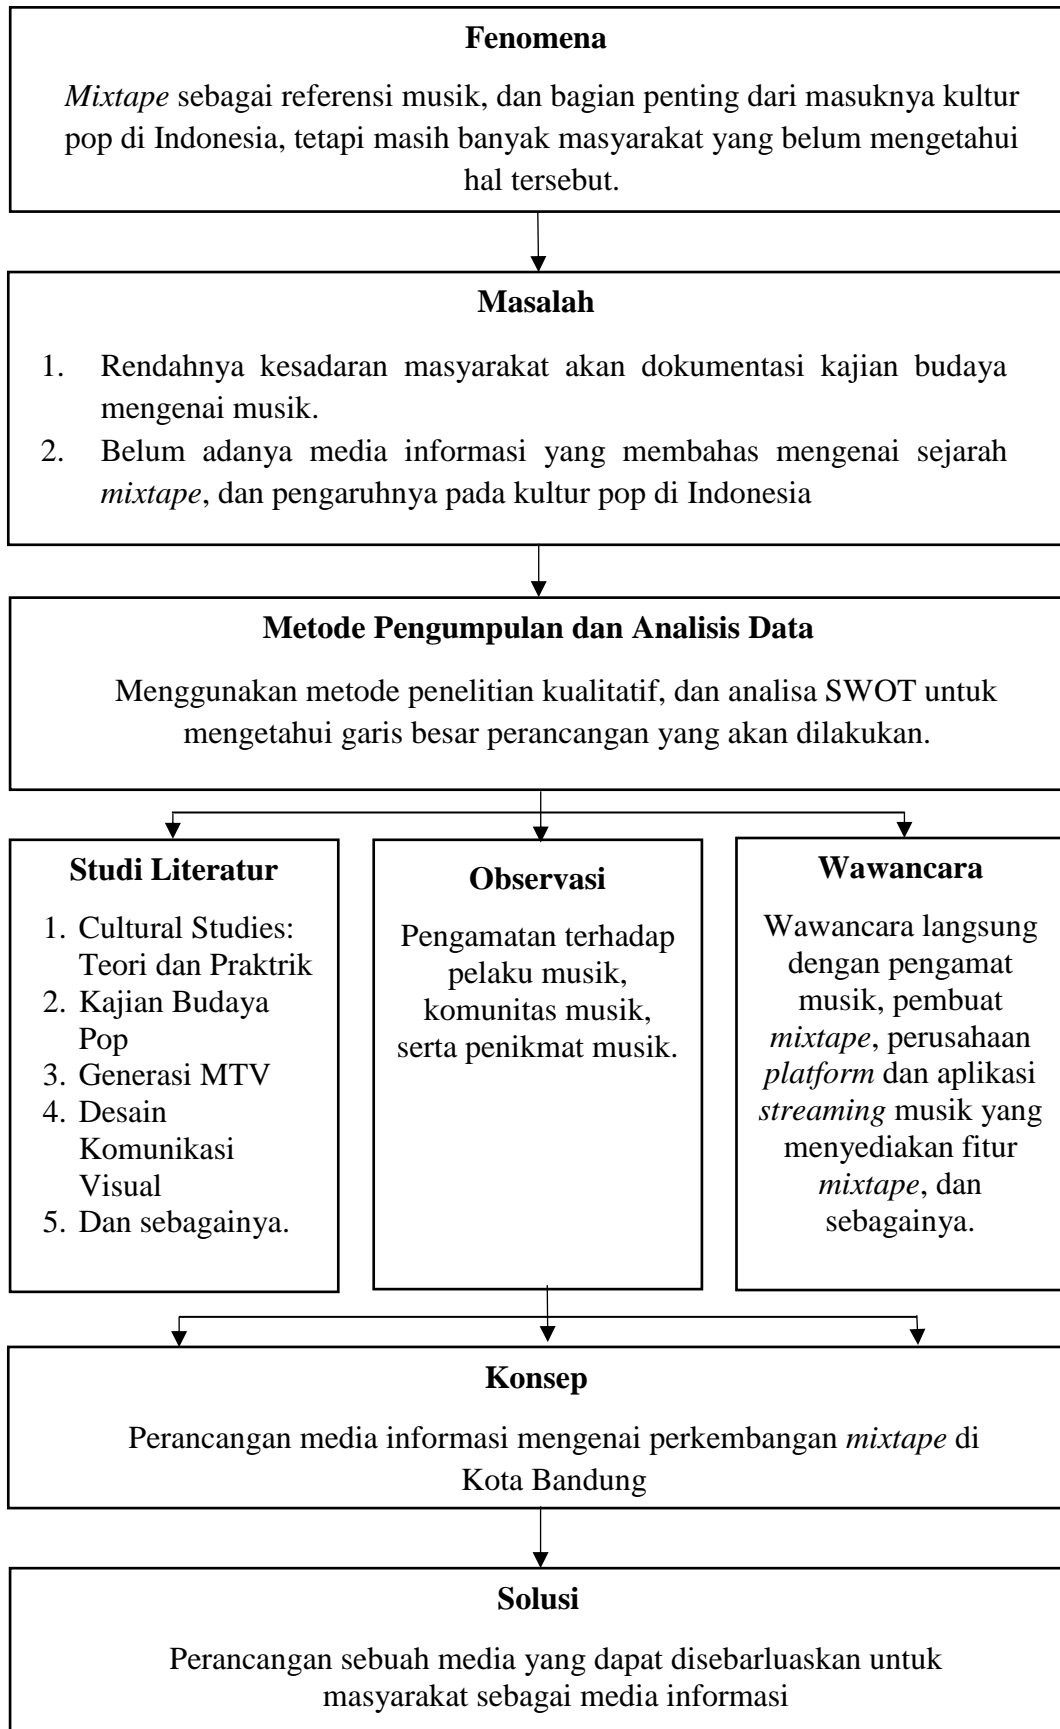 Fenomena
Mixtape sebagai referensi musik, dan bagian penting dari masuknya kultur
pop di Indonesia, tetapi masih banyak masyarakat yang belum mengetahui
hal tersebut.
Masalah
1. Rendahnya kesadaran masyarakat akan dokumentasi kajian budaya
mengenai musik.
2. Belum adanya media informasi yang membahas mengenai sejarah
mixtape, dan pengaruhnya pada kultur pop di Indonesia
Metode Pengumpulan dan Analisis Data
Menggunakan metode penelitian kualitatif, dan analisa SWOT untuk
mengetahui garis besar perancangan yang akan dilakukan.
Studi Literatur
1. Cultural Studies:
Teori dan Praktrik
2. Kajian Budaya
Pop
3. Generasi MTV
4. Desain
Komunikasi
Visual
5. Dan sebagainya.
Observasi
Pengamatan terhadap
pelaku musik,
komunitas musik,
serta penikmat musik.
Wawancara
Wawancara langsung
dengan pengamat
musik, pembuat
mixtape, perusahaan
platform dan aplikasi
streaming musik yang
menyediakan fitur
mixtape, dan
sebagainya.
Konsep
Perancangan media informasi mengenai perkembangan mixtape di
Kota Bandung
Solusi
Perancangan sebuah media yang dapat disebarluaskan untuk
masyarakat sebagai media informasi